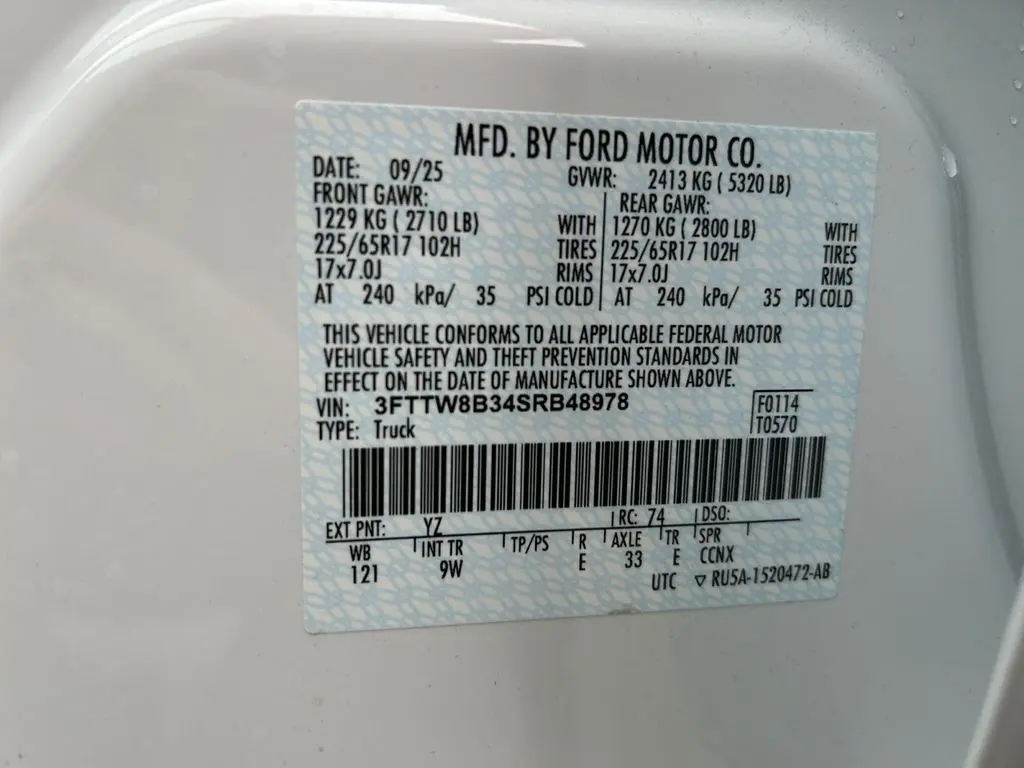 MFD. BY FORD MOTOR CO.
DATE: 09/25 GVWR: 2413 KG ( 5320 LB)
FRONT GAWR: REAR GAWR:
1229 KG ( 2710 LB) WITH 1270 KG ( 2800 LB) WITH
225/65R17 102H TIRES 225/65R17 102H TIRES
17x7.0J RIMS 17x7.0J RIMS
AT 240 kPa/ 35 PSI COLD AT 240 kPa/ 35 PSI COLD
THIS VEHICLE CONFORMS TO ALL APPLICABLE FEDERAL MOTOR
VEHICLE SAFETY AND THEFT PREVENTION STANDARDS IN
EFFECT ON THE DATE OF MANUFACTURE SHOWN ABOVE.
VIN: 3FTTW8B34SRB48978 F0114
TYPE: Truck T0570
EXT PNT: YZ RC: 74 DSO:
WB INT TR TP/PS R AXLE TR SPR
121 9W E 33 E CCNX
UTC ▽ RU5A-1520472-AB